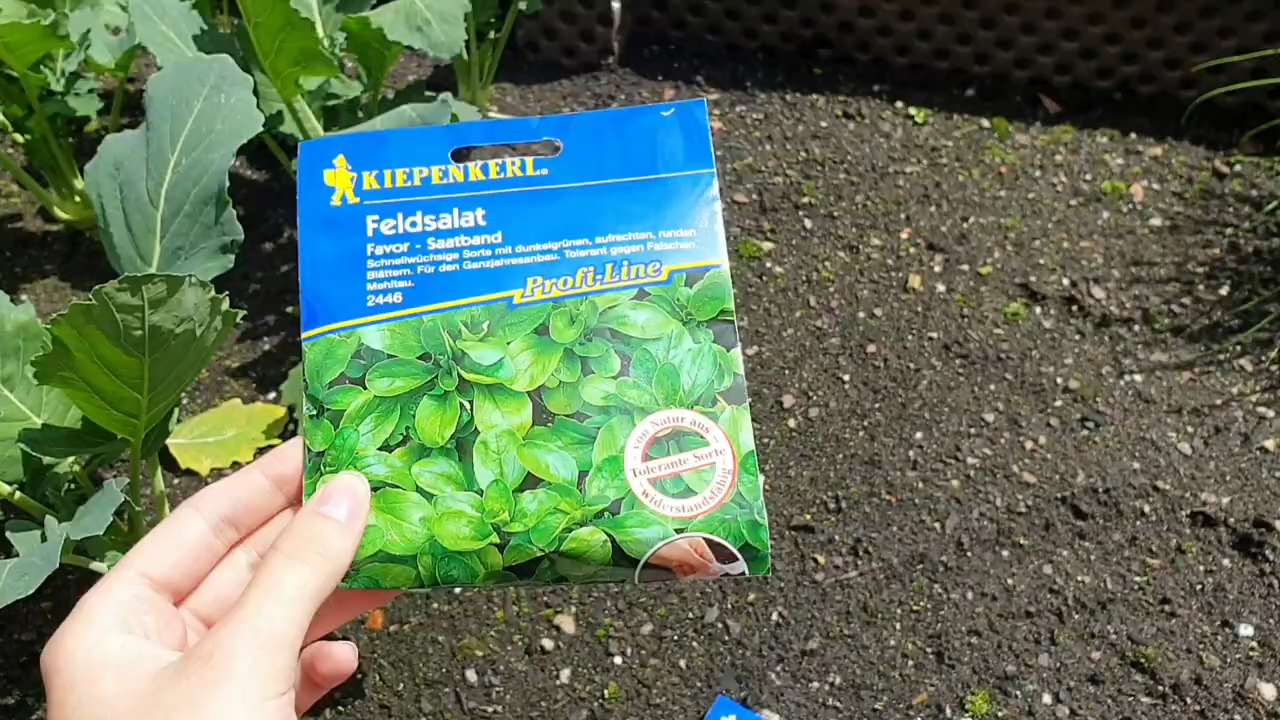 KIEPENKERL®
Feldsalat
Favor - Saatband
Schnellwüchsige Sorte mit dunkelgrünen, aufrechten, runden
Blättern. Für den Ganzjahresanbau. Tolerant gegen Falschen
Mehltau.
2446
Profi-Line
von Natur aus
Tolerante Sorte
widerstandsfähig